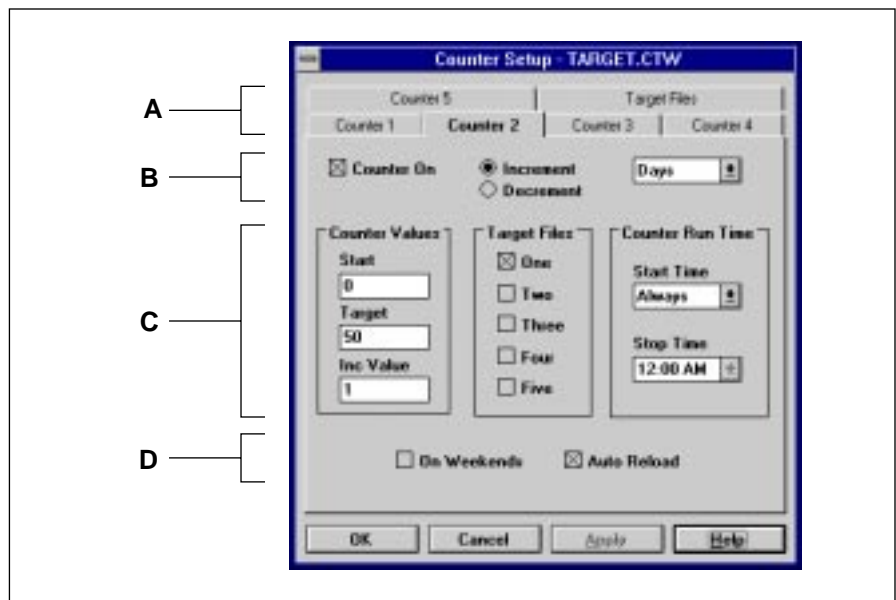 Counter Setup - TARGET.CTW
A
Counter 5 Target Files
Counter 1 Counter 2 Counter 3 Counter 4
B
Counter On Increment Days
Decrement
C
Counter Values Target Files Counter Run Time
Start One Start Time
0 Two Always
Target Three Stop Time
50 Four 12:00 AM
Inc Value Five
1
D
On Weekends Auto Reload
OK Cancel Apply Help